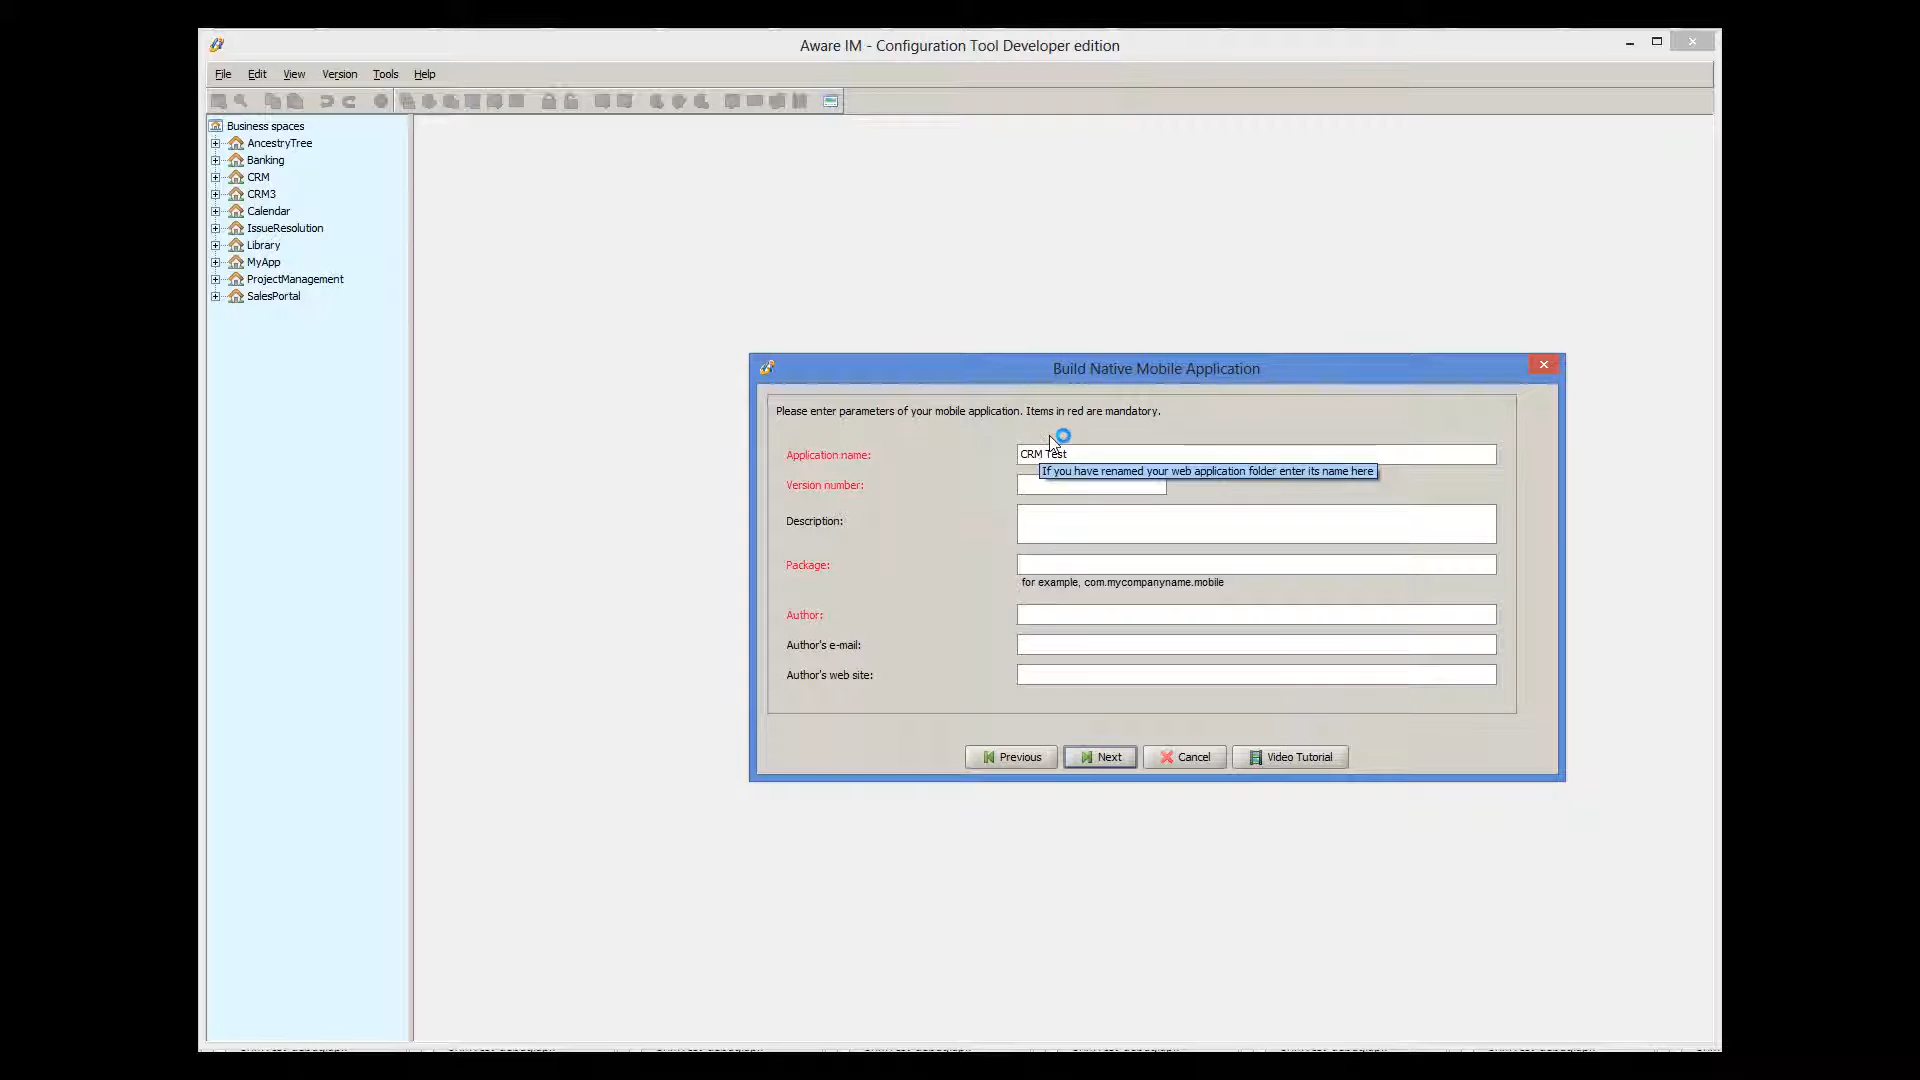 Aware IM - Configuration Tool Developer edition
File Edit View Version Tools Help
Business spaces
AncestryTree
Banking
CRM
CRM3
Calendar
IssueResolution
Library
MyApp
ProjectManagement
SalesPortal
Build Native Mobile Application
Please enter parameters of your mobile application. Items in red are mandatory.
Application name: CRM Test
If you have renamed your web application folder enter its name here
Version number:
Description:
Package:
for example, com.mycompanyname.mobile
Author:
Author's e-mail:
Author's web site:
Previous Next Cancel Video Tutorial